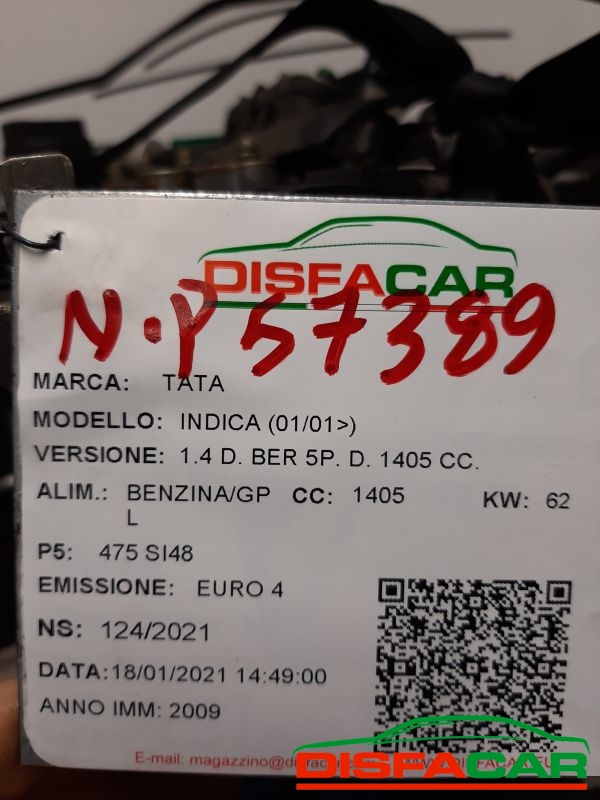 DISFACAR
N.P 57389
MARCA: TATA
MODELLO: INDICA (01/01>)
VERSIONE: 1.4 D. BER 5P. D. 1405 CC.
ALIM.: BENZINA/GP CC: 1405 KW: 62
L
P5: 475 SI48
EMISSIONE: EURO 4
NS: 124/2021
DATA:18/01/2021 14:49:00
ANNO IMM: 2009
E-mail: magazzino@disfaca
DISFACAR